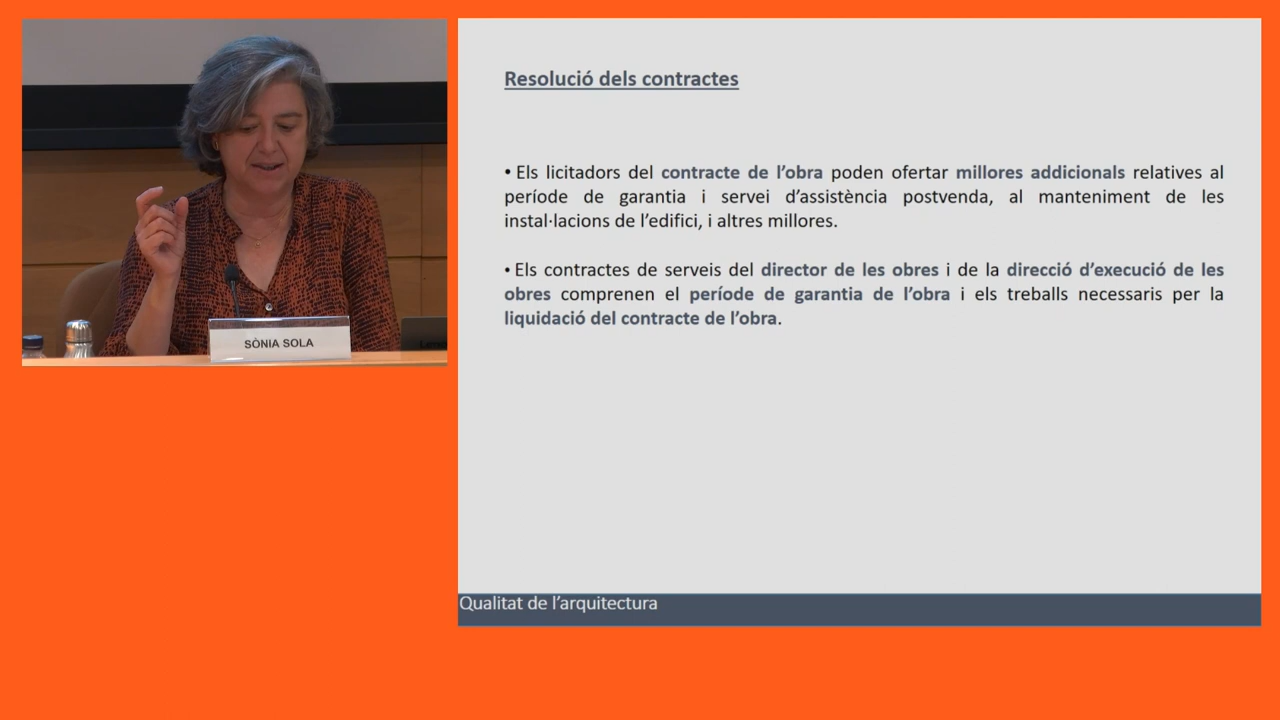 SÒNIA SOLA
Resolució dels contractes
• Els licitadors del contracte de l’obra poden ofertar millores addicionals relatives al
període de garantia i servei d’assistència postvenda, al manteniment de les
instal·lacions de l’edifici, i altres millores.
• Els contractes de serveis del director de les obres i de la direcció d’execució de les
obres comprenen el període de garantia de l’obra i els treballs necessaris per la
liquidació del contracte de l’obra.
Qualitat de l’arquitectura